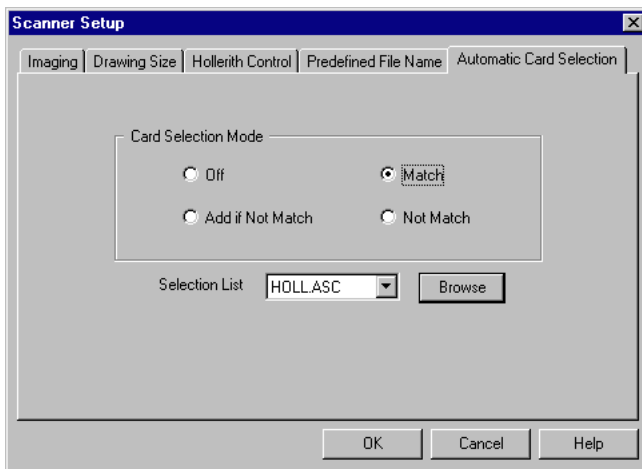 Scanner Setup
Imaging Drawing Size Hollerith Control Predefined File Name Automatic Card Selection
Card Selection Mode
Off Match
Add if Not Match Not Match
Selection List HOLL.ASC Browse
OK Cancel Help